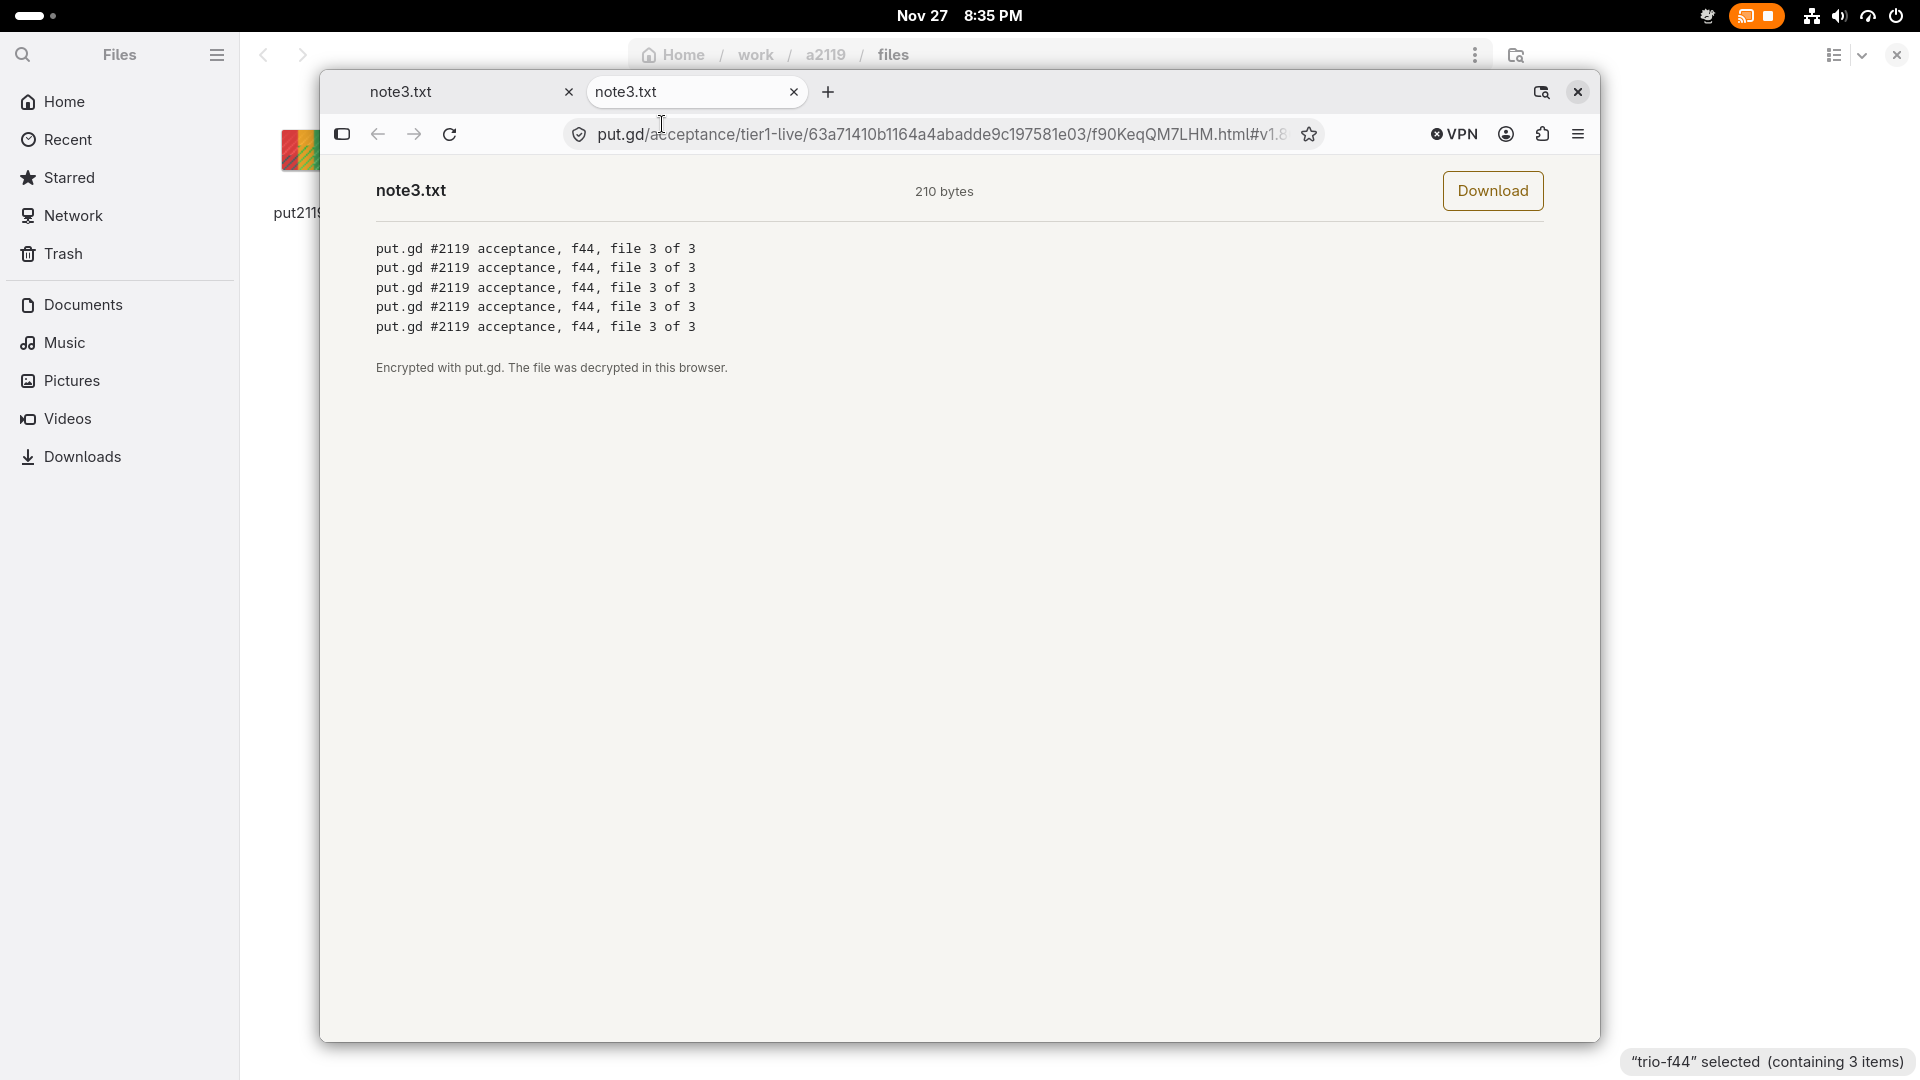 Nov 27 8:35 PM
Files
Home / work / a2119 / files
Home
Recent
Starred
Network
Trash
Documents
Music
Pictures
Videos
Downloads
put2119
note3.txt
note3.txt
put.gd/acceptance/tier1-live/63a71410b1164a4abadde9c197581e03/f90KeqQM7LHM.html#v1.8
VPN
note3.txt
210 bytes
Download
put.gd #2119 acceptance, f44, file 3 of 3
put.gd #2119 acceptance, f44, file 3 of 3
put.gd #2119 acceptance, f44, file 3 of 3
put.gd #2119 acceptance, f44, file 3 of 3
put.gd #2119 acceptance, f44, file 3 of 3
Encrypted with put.gd. The file was decrypted in this browser.
“trio-f44” selected (containing 3 items)